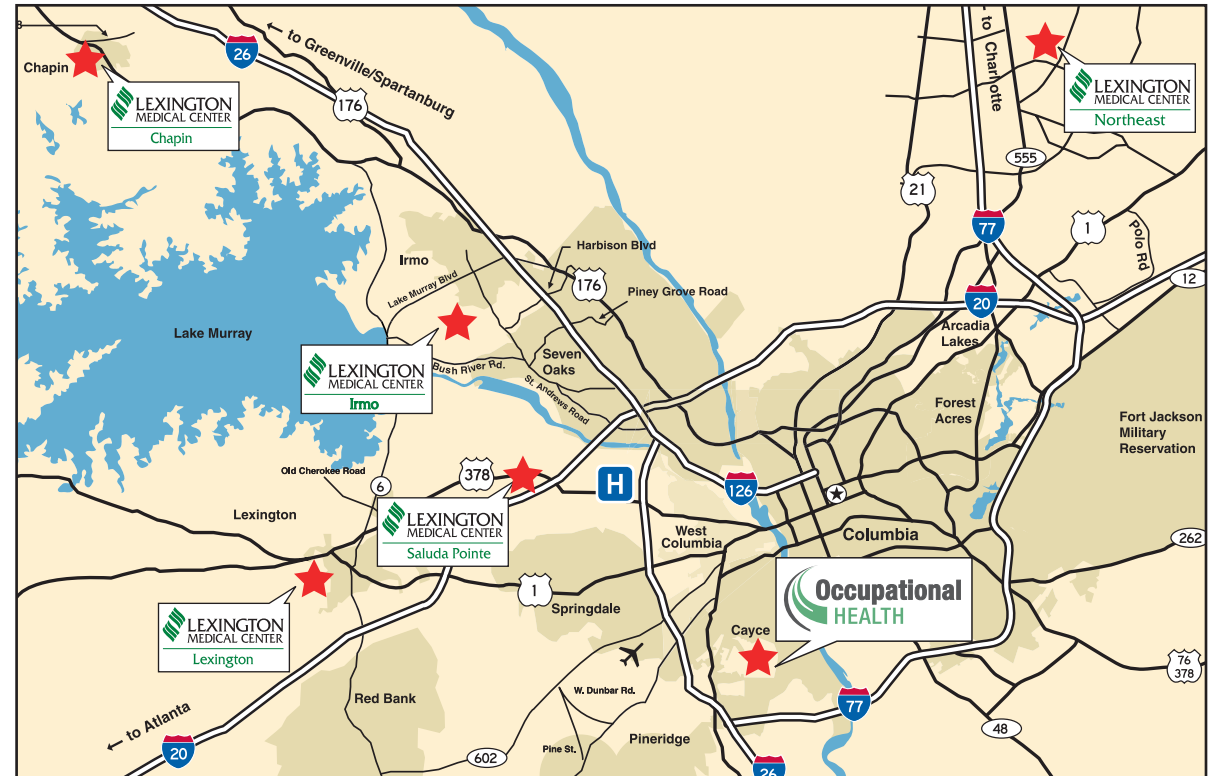 8
Chapin
LEXINGTON
MEDICAL CENTER
Chapin
26
← to Greenville/Spartanburg
176
← to Charlotte
LEXINGTON
MEDICAL CENTER
Northeast
555
21
77
1
Polo Rd
12
Harbison Blvd
Irmo
Lake Murray Blvd
176
Piney Grove Road
20
Arcadia
Lakes
Lake Murray
Seven
Oaks
LEXINGTON
MEDICAL CENTER
Irmo
Bush River Rd.
St. Andrews Road
Forest
Acres
Fort Jackson
Military
Reservation
Old Cherokee Road
6
378
H
126
Lexington
LEXINGTON
MEDICAL CENTER
Saluda Pointe
West
Columbia
Columbia
262
1
Springdale
Occupational
HEALTH
LEXINGTON
MEDICAL CENTER
Lexington
Cayce
76
378
Red Bank
W. Dunbar Rd.
← to Atlanta
20
77
48
602
Pine St.
Pineridge
26